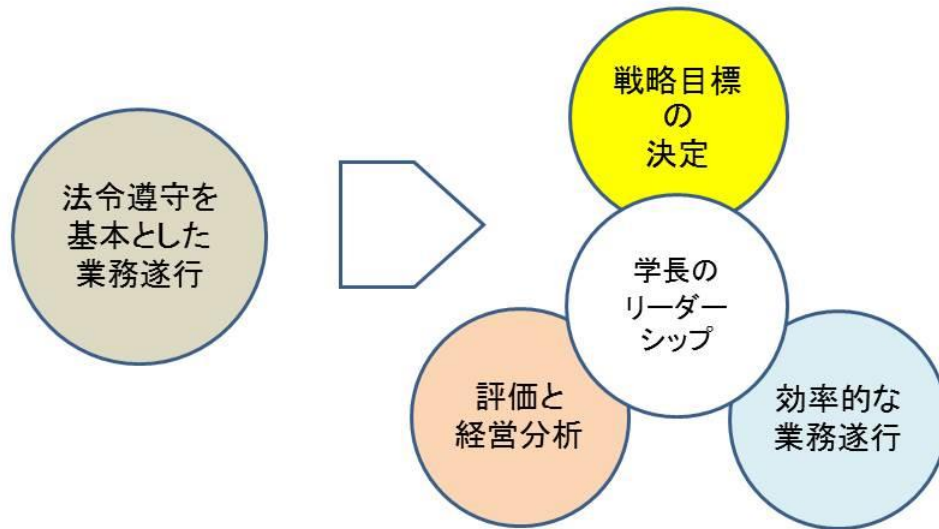 法令遵守を
基本とした
業務遂行
戦略目標
の
決定
学長の
リーダー
シップ
評価と
経営分析
効率的な
業務遂行